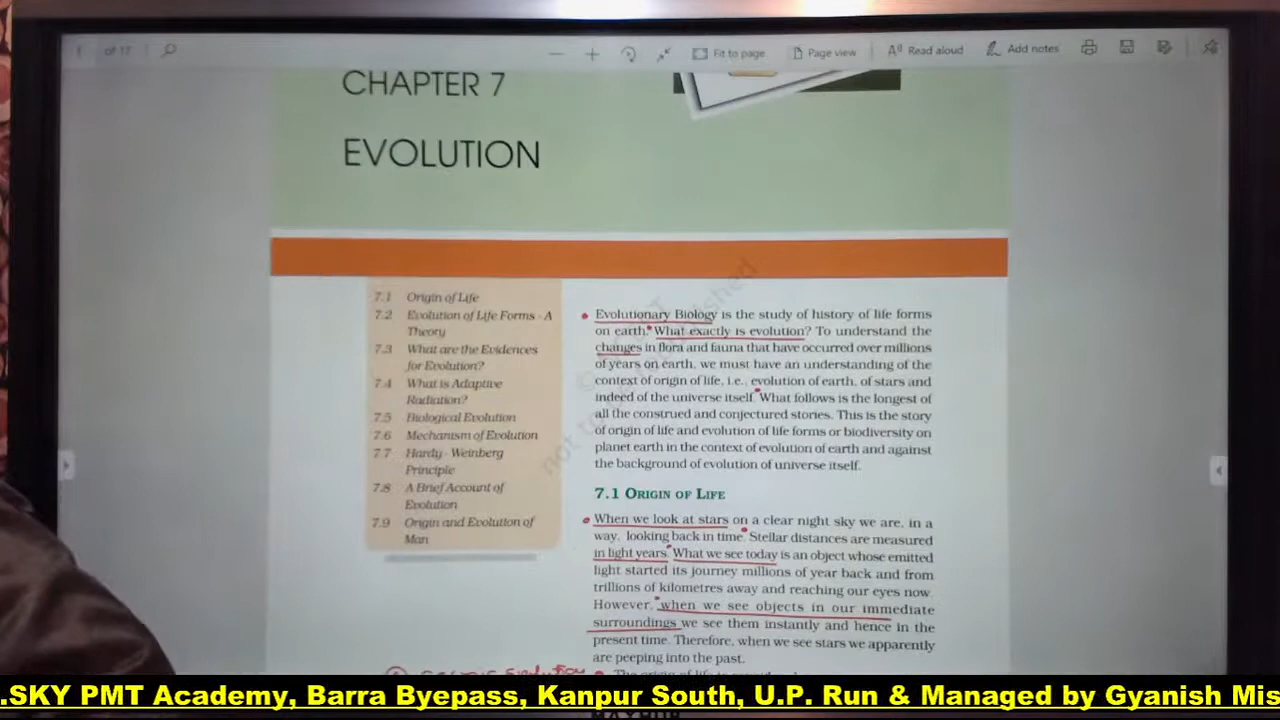 1 of 17
Fit to page
Page view
Read aloud
Add notes
CHAPTER 7
EVOLUTION
7.1 Origin of Life
7.2 Evolution of Life Forms - A
Theory
7.3 What are the Evidences
for Evolution?
7.4 What is Adaptive
Radiation?
7.5 Biological Evolution
7.6 Mechanism of Evolution
7.7 Hardy - Weinberg
Principle
7.8 A Brief Account of
Evolution
7.9 Origin and Evolution of
Man
Evolutionary Biology is the study of history of life forms
on earth. What exactly is evolution? To understand the
changes in flora and fauna that have occurred over millions
of years on earth, we must have an understanding of the
context of origin of life, i.e., evolution of earth, of stars and
indeed of the universe itself. What follows is the longest of
all the construed and conjectured stories. This is the story
of origin of life and evolution of life forms or biodiversity on
planet earth in the context of evolution of earth and against
the background of evolution of universe itself.
7.1 ORIGIN OF LIFE
When we look at stars on a clear night sky we are, in a
way, looking back in time. Stellar distances are measured
in light years. What we see today is an object whose emitted
light started its journey millions of year back and from
trillions of kilometres away and reaching our eyes now.
However, when we see objects in our immediate
surroundings we see them instantly and hence in the
present time. Therefore, when we see stars we apparently
are peeping into the past.
The origin of life is
Evolution
.SKY PMT Academy, Barra Byepass, Kanpur South, U.P. Run & Managed by Gyanish Mis